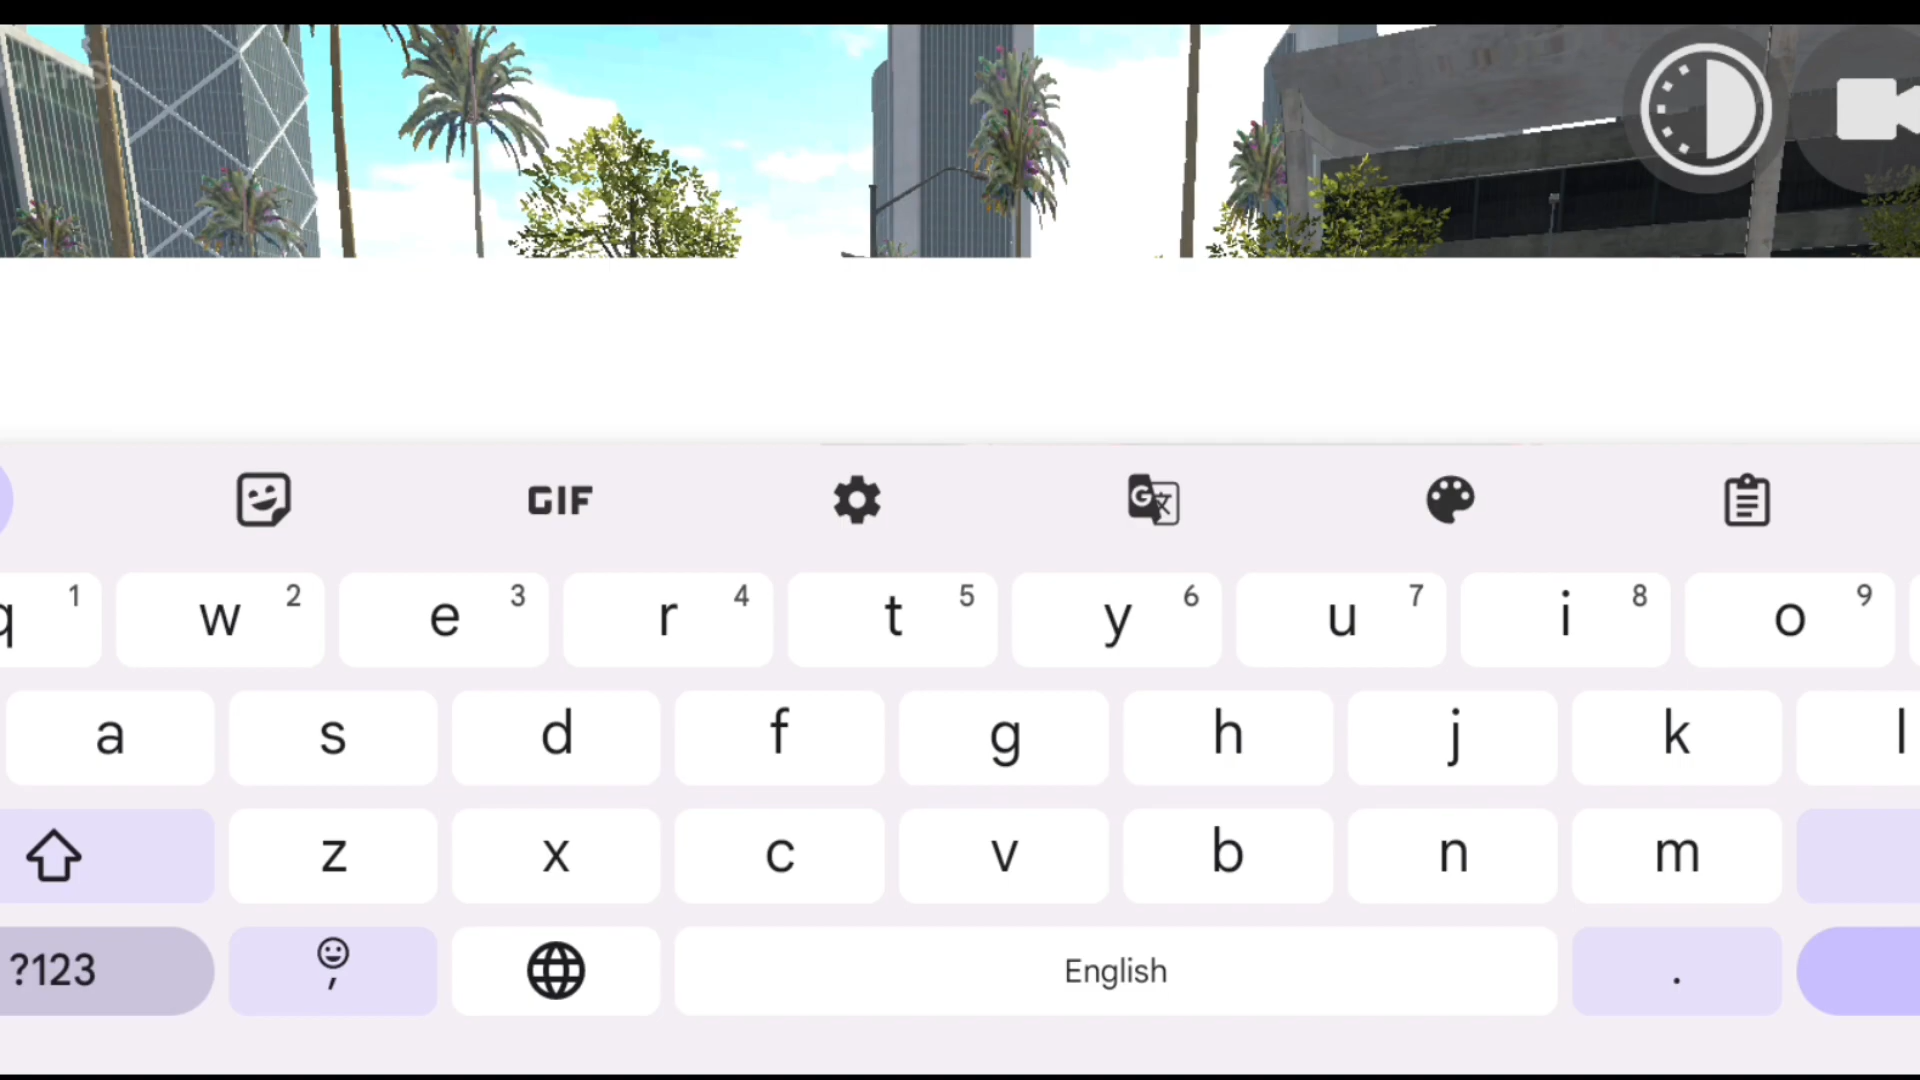 GIF
q 1 w 2 e 3 r 4 t 5 y 6 u 7 i 8 o 9
a s d f g h j k l
z x c v b n m
?123 , English .